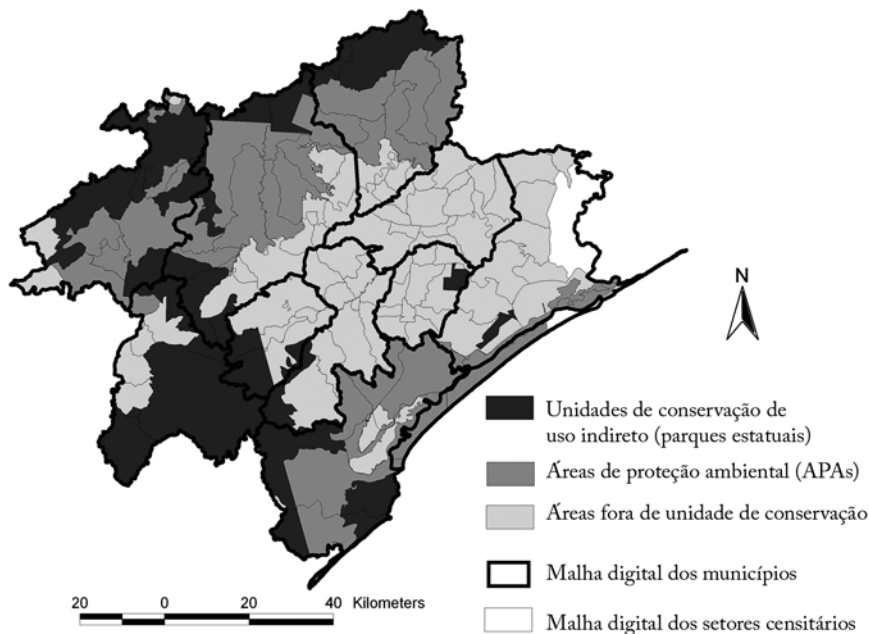 N
Unidades de conservação de
uso indireto (parques estatuais)
Áreas de proteção ambiental (APAs)
Áreas fora de unidade de conservação
Malha digital dos municípios
Malha digital dos setores censitários
20 0 20 40 Kilometers